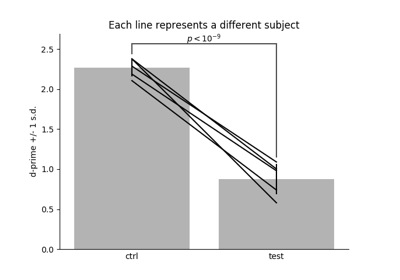 Each line represents a different subject
p < 10⁻⁹
2.5
2.0
1.5
1.0
0.5
0.0
d-prime +/- 1 s.d.
ctrl test